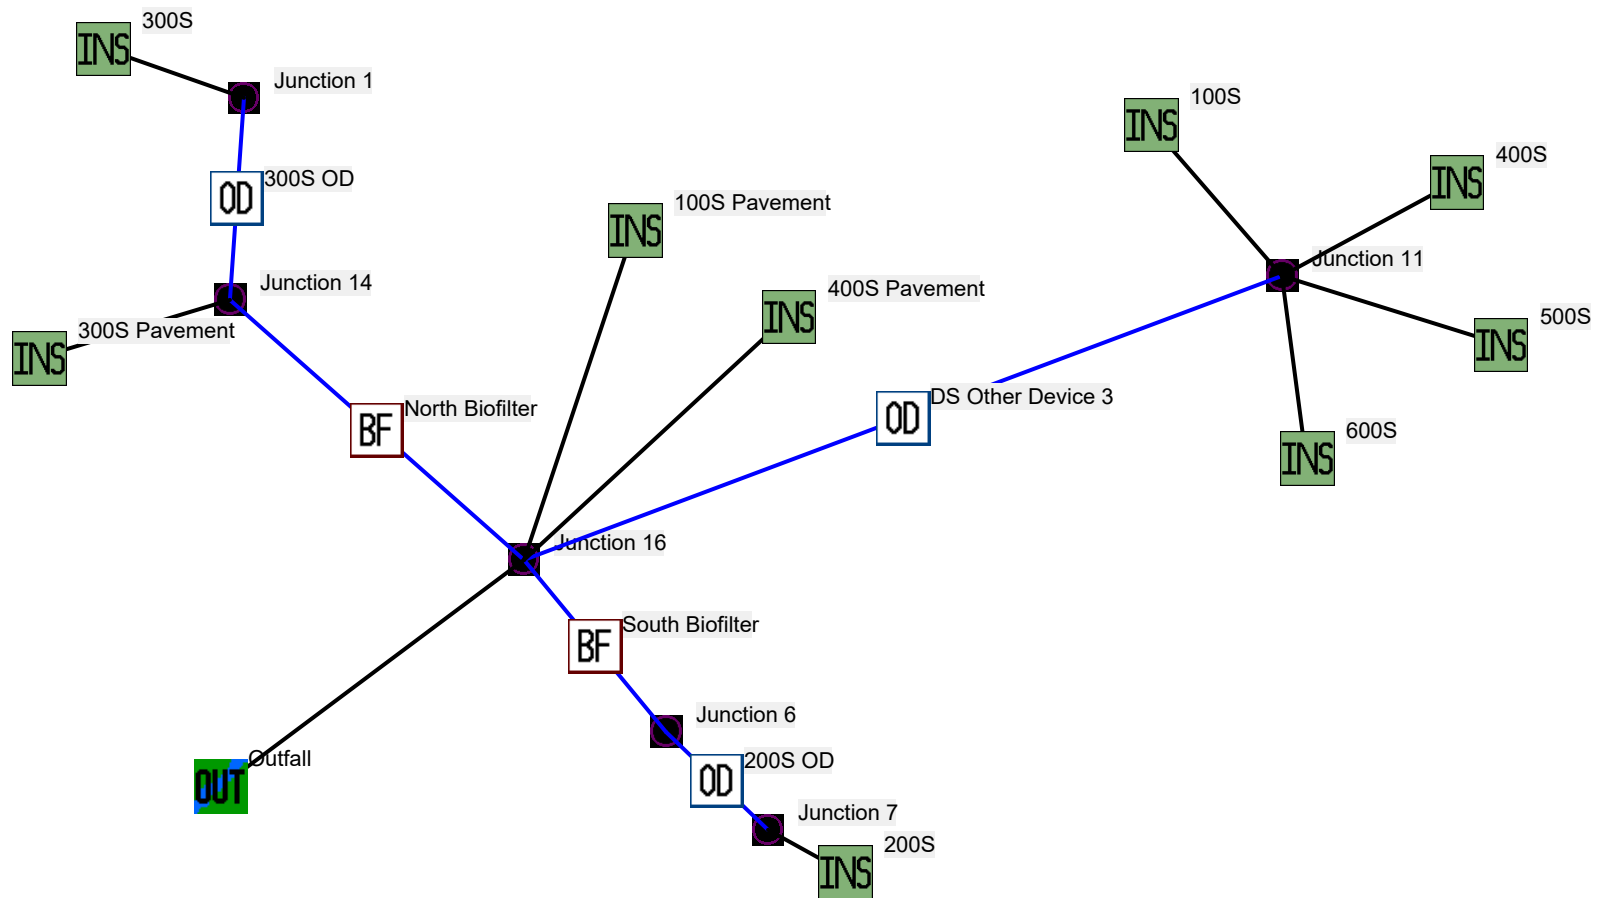 INS
300S
Junction 1
OD
300S OD
Junction 14
INS
300S Pavement
INS
100S Pavement
INS
400S Pavement
INS
100S
INS
400S
Junction 11
INS
500S
INS
600S
OD
DS Other Device 3
BF
North Biofilter
Junction 16
BF
South Biofilter
Junction 6
OD
200S OD
Junction 7
INS
200S
OUT
Outfall